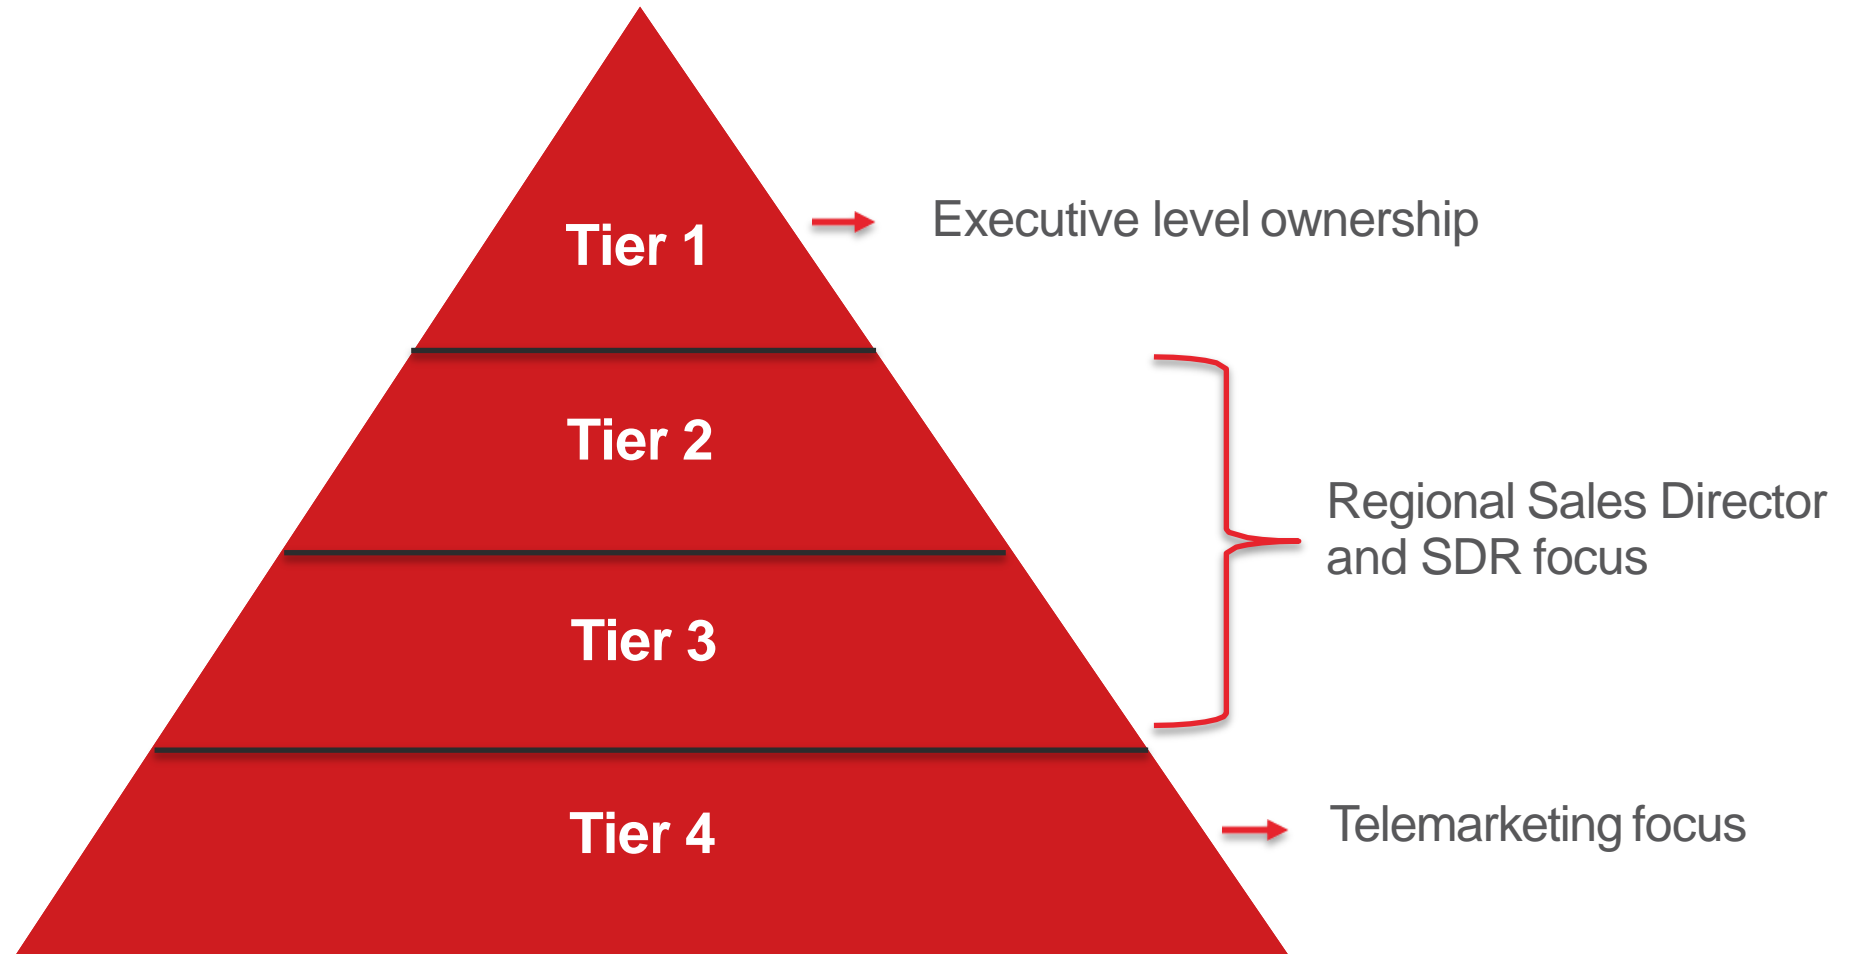 Tier 1
Executive level ownership
Tier 2
Regional Sales Director
and SDR focus
Tier 3
Tier 4
Telemarketing focus